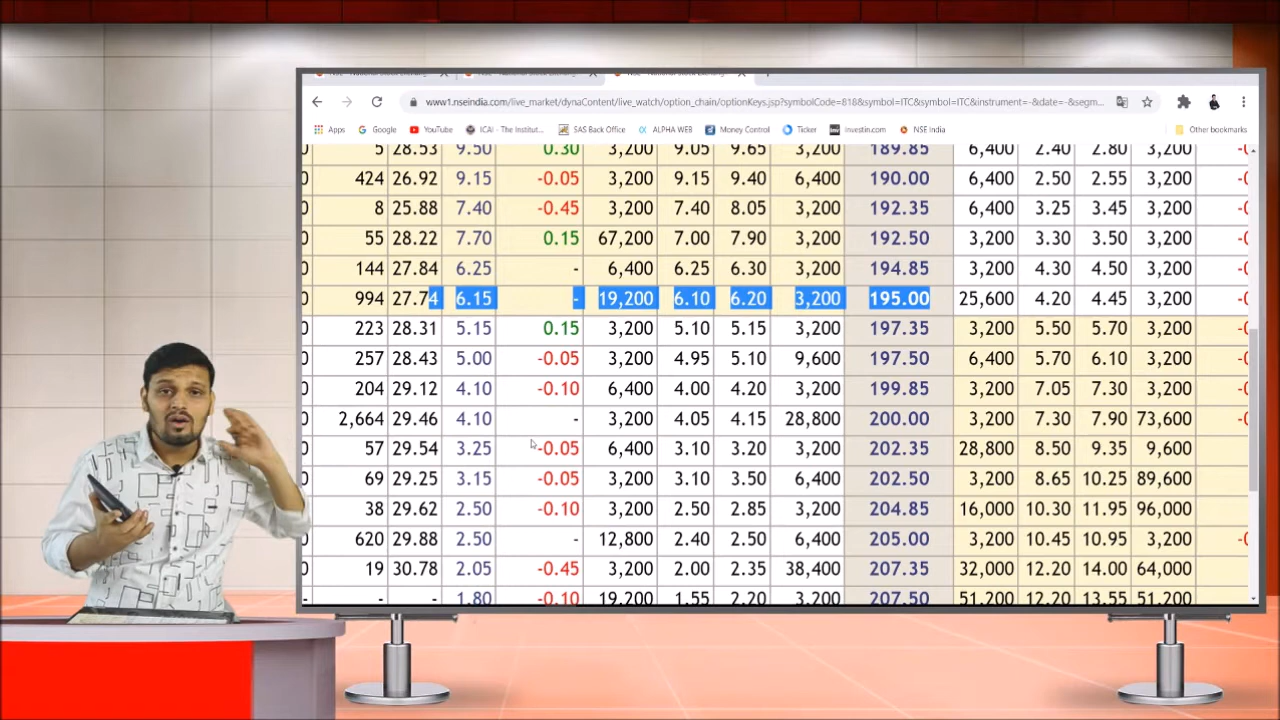 www1.nseindia.com/live_market/dynaContent/live_watch/option_chain/optionKeys.jsp?symbolCode=818&symbol=ITC&symbol=ITC&instrument=-&date=-&segm...
Apps Google YouTube ICAI - The Institut... SAS Back Office ALPHA WEB Money Control Ticker Investin.com NSE India Other bookmarks
5 28.53 9.50 0.30 3,200 9.05 9.65 3,200 189.85 6,400 2.40 2.80 3,200
424 26.92 9.15 -0.05 3,200 9.15 9.40 6,400 190.00 6,400 2.50 2.55 3,200
8 25.88 7.40 -0.45 3,200 7.40 8.05 3,200 192.35 6,400 3.25 3.45 3,200
55 28.22 7.70 0.15 67,200 7.00 7.90 3,200 192.50 3,200 3.30 3.50 3,200
144 27.84 6.25 - 6,400 6.25 6.30 3,200 194.85 3,200 4.30 4.50 3,200
994 27.74 6.15 - 19,200 6.10 6.20 3,200 195.00 25,600 4.20 4.45 3,200
223 28.31 5.15 0.15 3,200 5.10 5.15 3,200 197.35 3,200 5.50 5.70 3,200
257 28.43 5.00 -0.05 3,200 4.95 5.10 9,600 197.50 6,400 5.70 6.10 3,200
204 29.12 4.10 -0.10 6,400 4.00 4.20 3,200 199.85 3,200 7.05 7.30 3,200
2,664 29.46 4.10 - 3,200 4.05 4.15 28,800 200.00 3,200 7.30 7.90 73,600
57 29.54 3.25 -0.05 6,400 3.10 3.20 3,200 202.35 28,800 8.50 9.35 9,600
69 29.25 3.15 -0.05 3,200 3.10 3.50 6,400 202.50 3,200 8.65 10.25 89,600
38 29.62 2.50 -0.10 3,200 2.50 2.85 3,200 204.85 16,000 10.30 11.95 96,000
620 29.88 2.50 - 12,800 2.40 2.50 6,400 205.00 3,200 10.45 10.95 3,200
19 30.78 2.05 -0.45 3,200 2.00 2.35 38,400 207.35 32,000 12.20 14.00 64,000
- - 1.80 -0.10 19,200 1.55 2.20 3,200 207.50 51,200 12.20 13.55 51,200